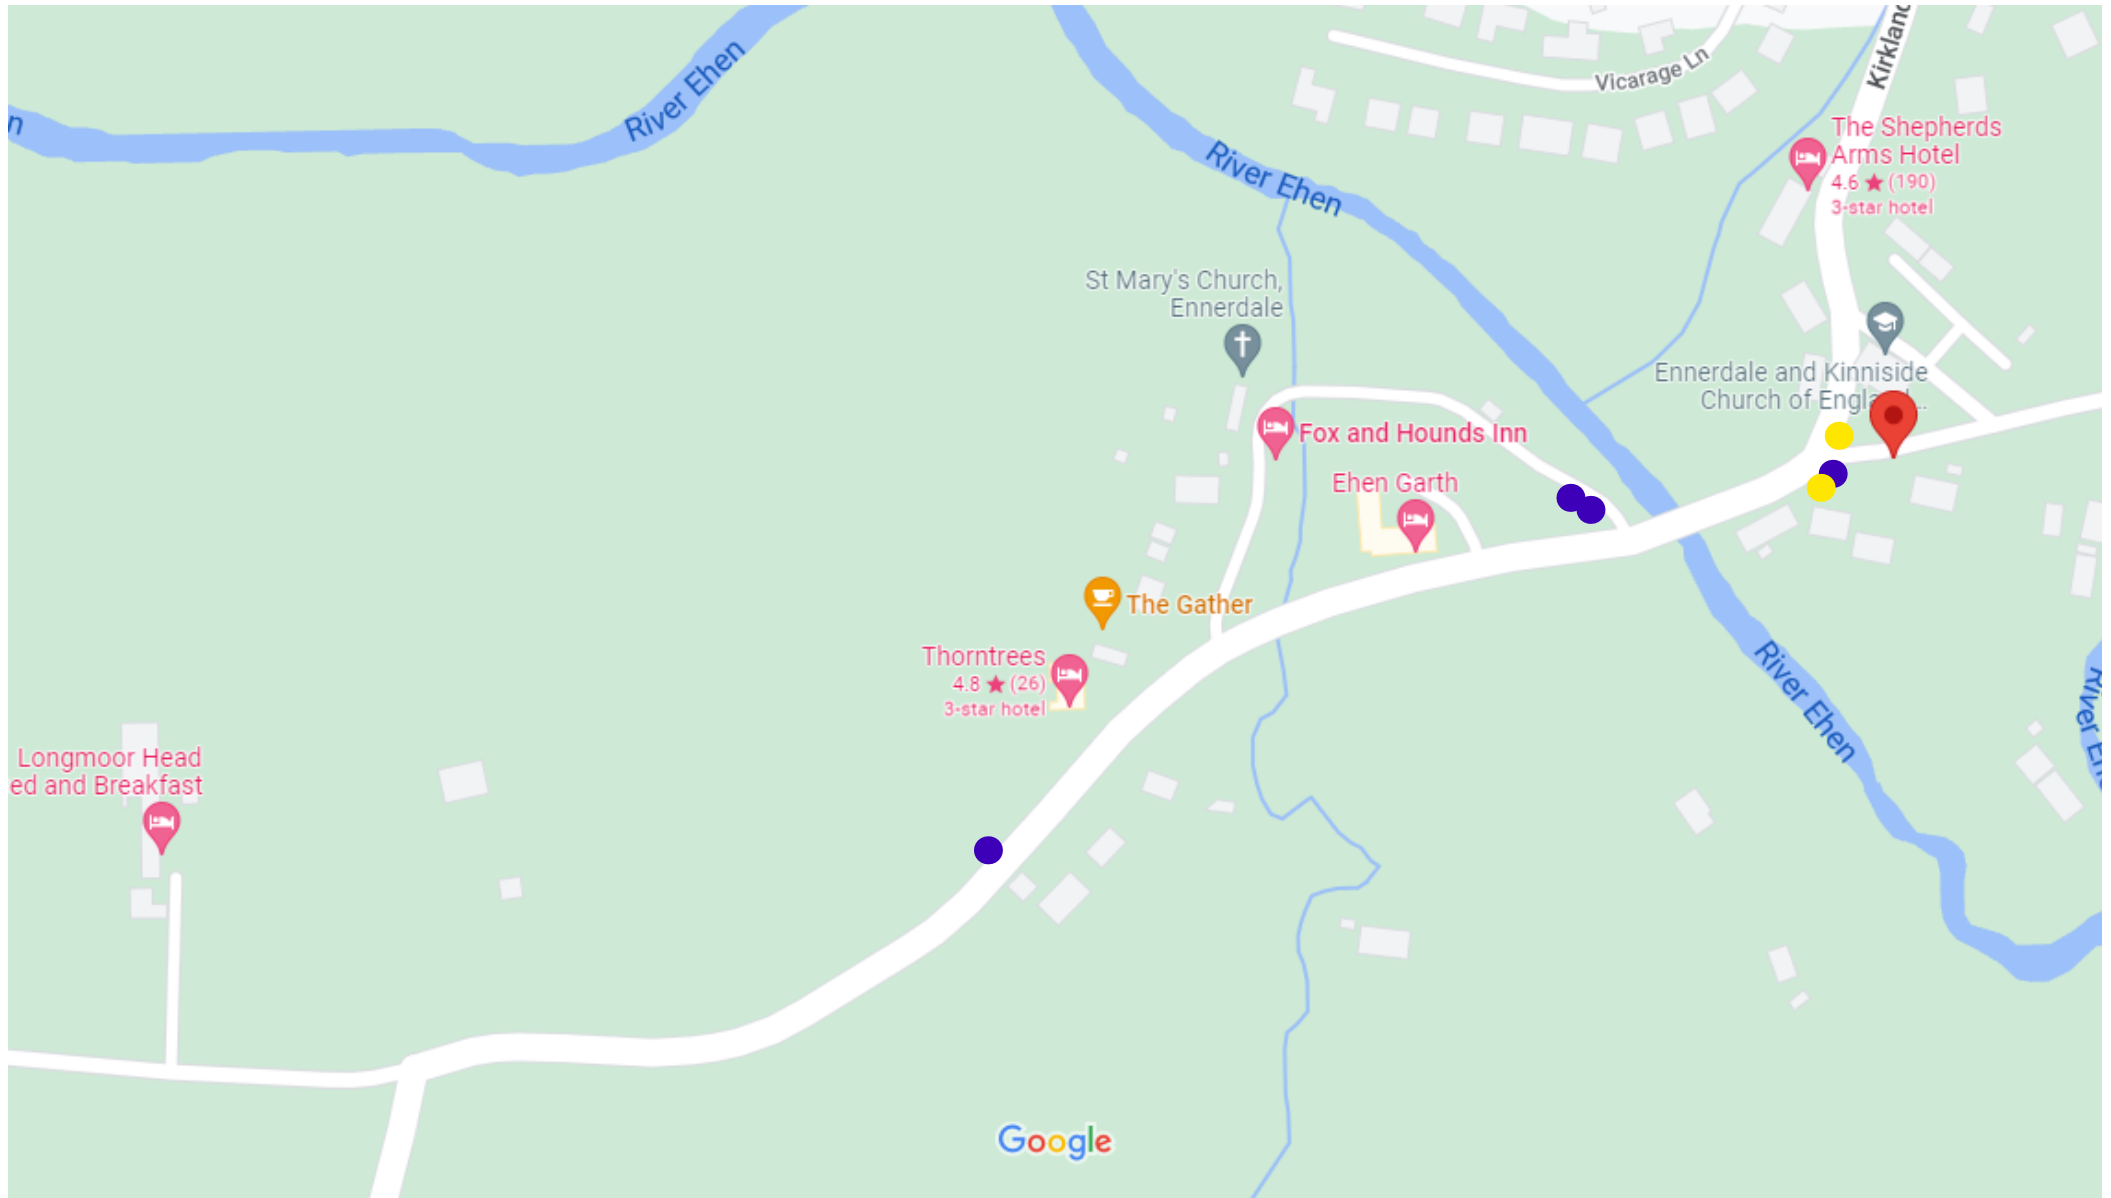 River Ehen
n
River Ehen
Vicarage Ln
Kirkland
The Shepherds
Arms Hotel
4.6 ★ (190)
3-star hotel
St Mary's Church,
Ennerdale
Ennerdale and Kinniside
Church of England...
Fox and Hounds Inn
Ehen Garth
The Gather
Thorntrees
4.8 ★ (26)
3-star hotel
River Ehen
Longmoor Head
ed and Breakfast
Google